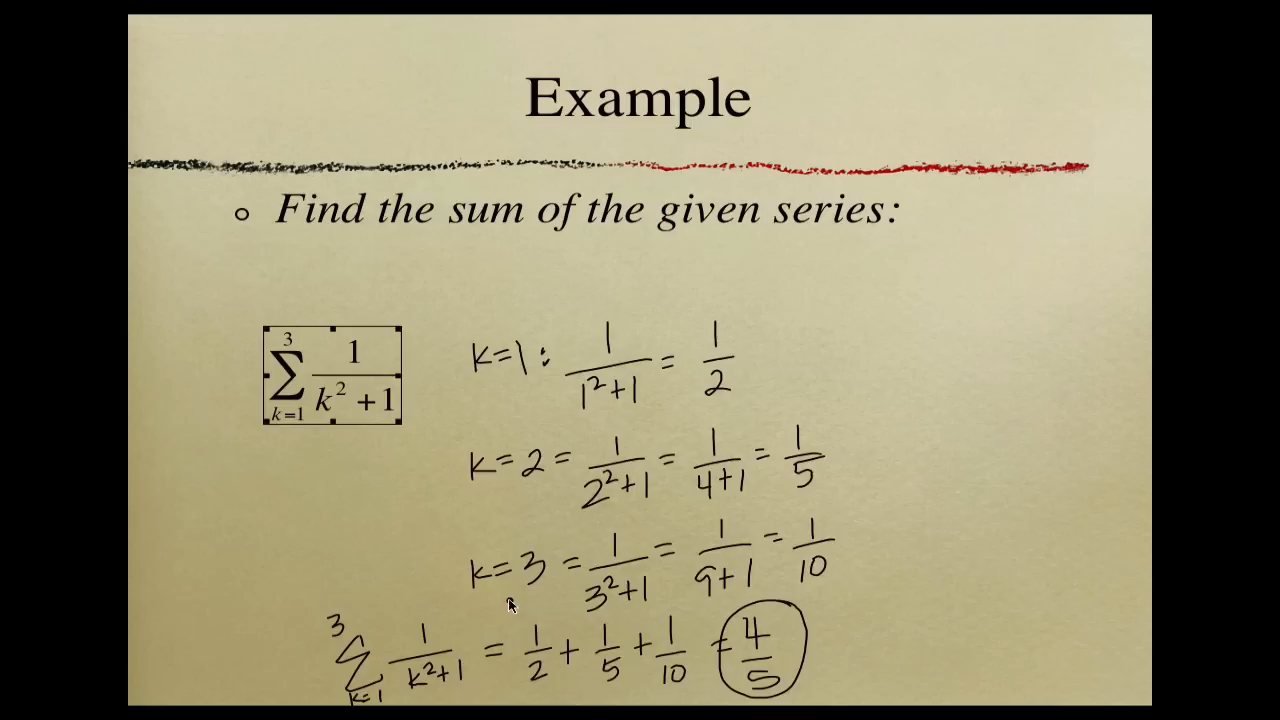 Example
Find the sum of the given series:
3
∑ 1/(k² + 1)
k=1
k=1: 1/(1²+1) = 1/2
k=2 = 1/(2²+1) = 1/(4+1) = 1/5
k=3 = 1/(3²+1) = 1/(9+1) = 1/10
3
∑ 1/(k²+1) = 1/2 + 1/5 + 1/10 = 4/5
k=1